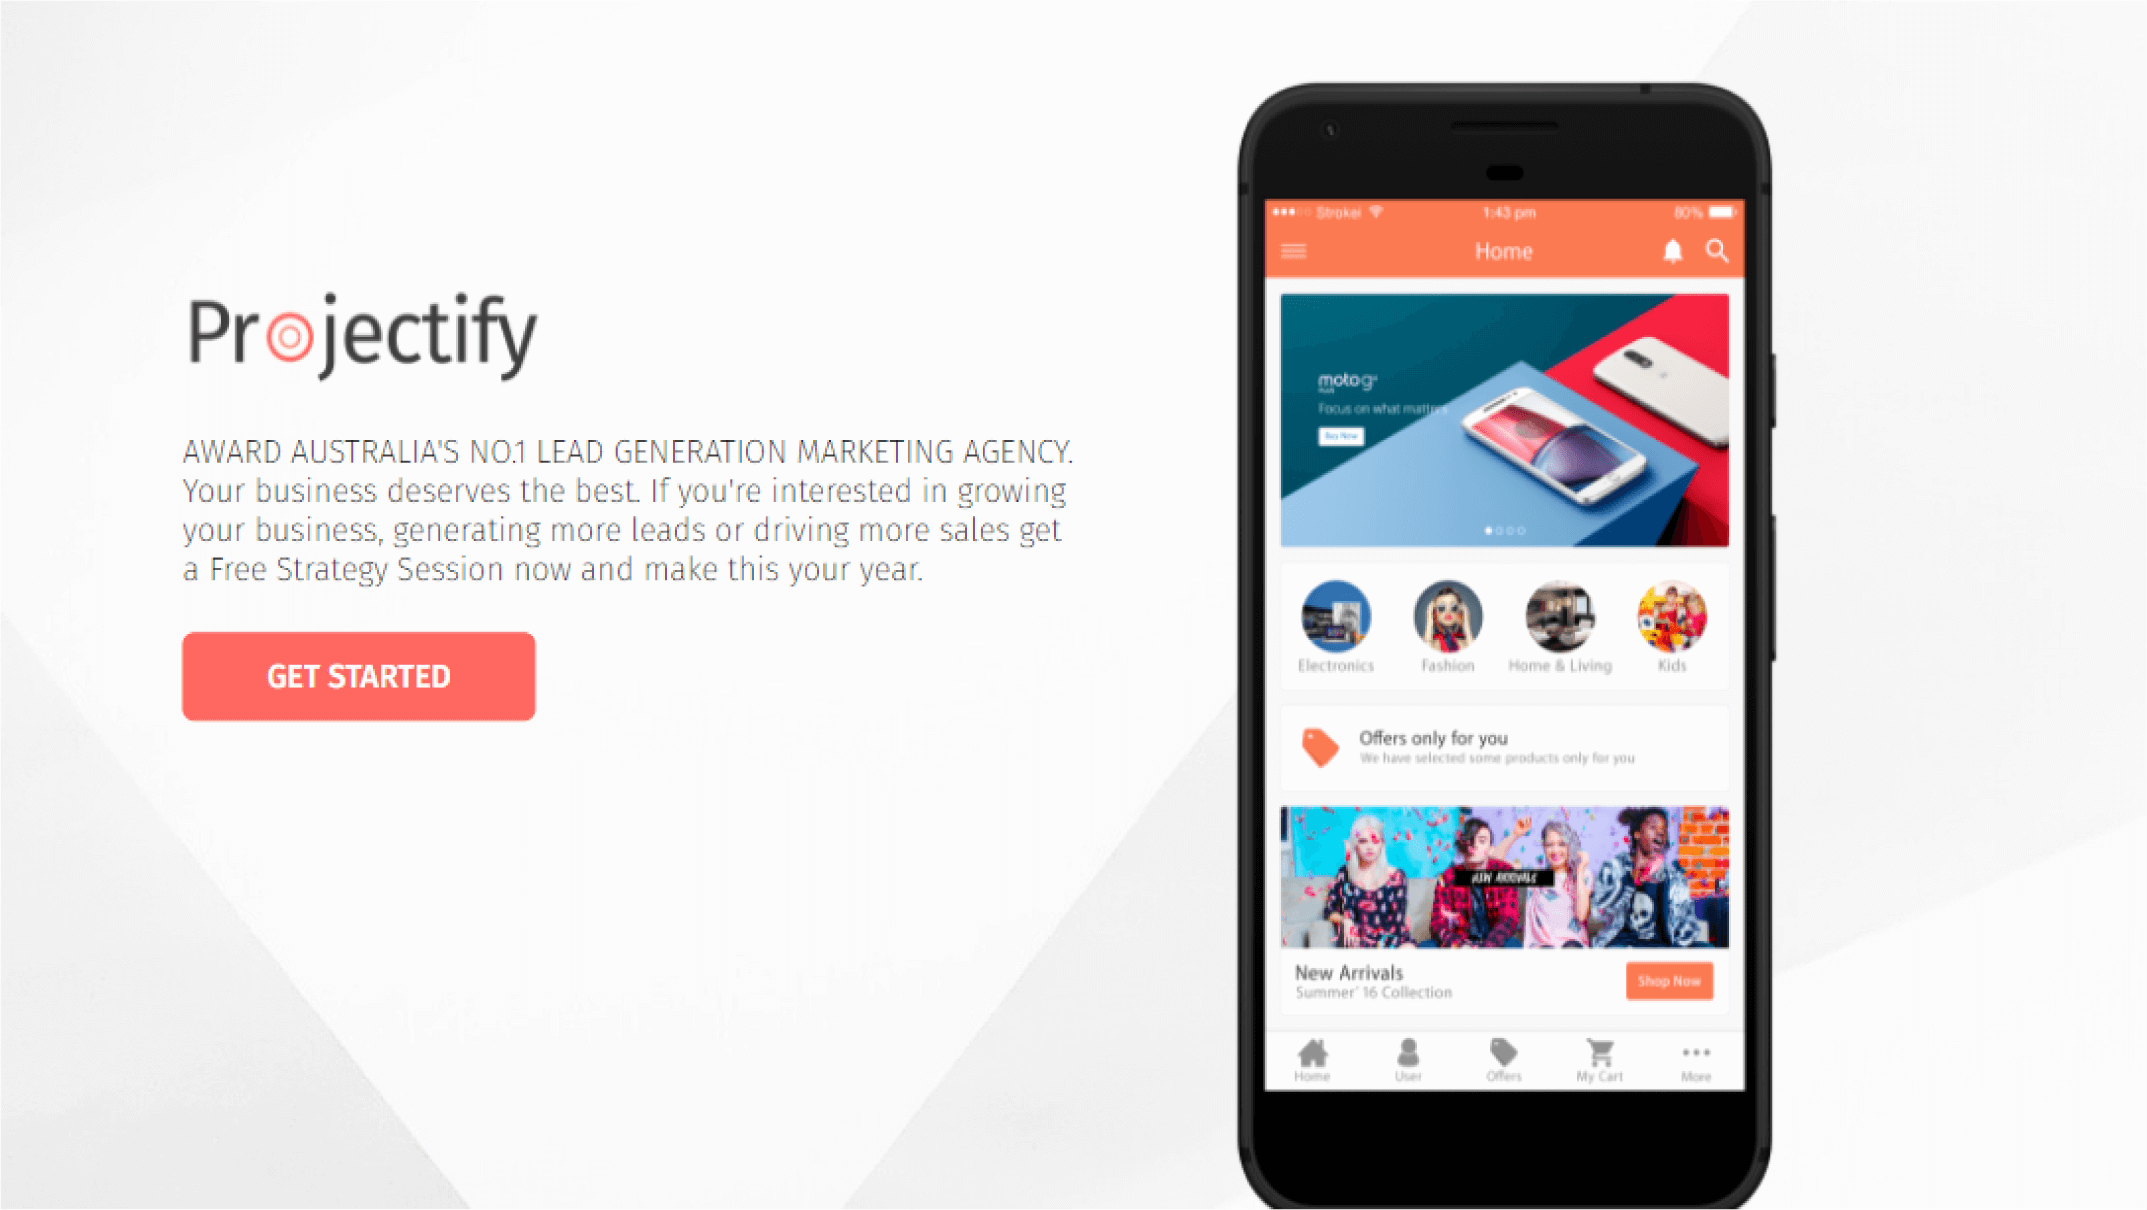 Projectify
AWARD AUSTRALIA'S NO.1 LEAD GENERATION MARKETING AGENCY.
Your business deserves the best. If you're interested in growing
your business, generating more leads or driving more sales get
a Free Strategy Session now and make this your year.
GET STARTED
Strokei 1:43 pm 80%
Home
moto g⁴
PLUS
Focus on what matters
Buy Now
Electronics Fashion Home & Living Kids
Offers only for you
We have selected some products only for you
NEW ARRIVALS
New Arrivals
Summer' 16 Collection
Shop Now
Home User Offers My Cart More